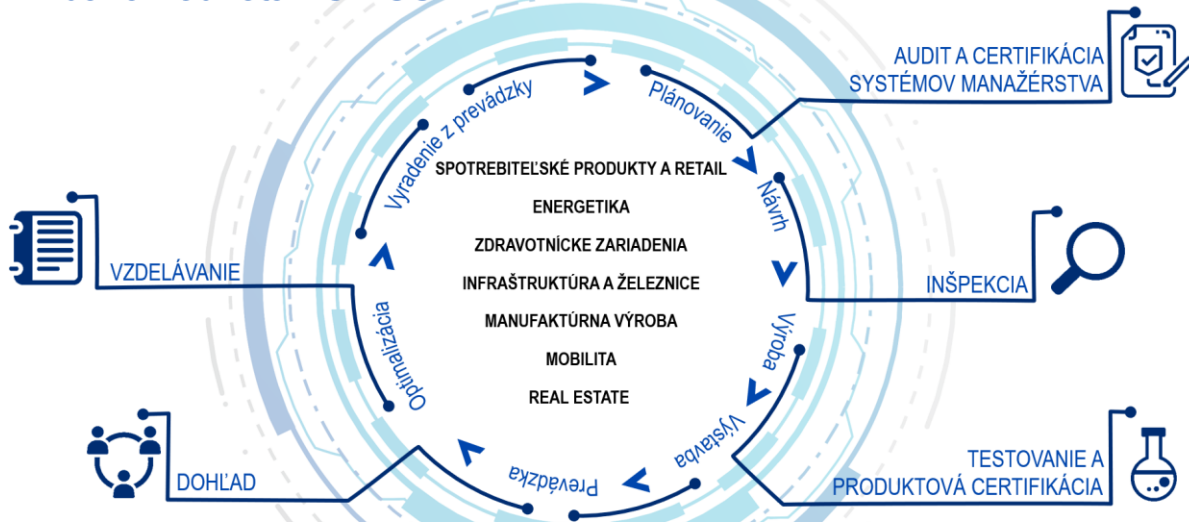 AUDIT A CERTIFIKÁCIA
SYSTÉMOV MANAŽÉRSTVA
Vyradenie z prevádzky
Plánovanie
Návrh
Výroba
Výstavba
Prevádzka
Optimalizácia
SPOTREBITEĽSKÉ PRODUKTY A RETAIL
ENERGETIKA
ZDRAVOTNÍCKE ZARIADENIA
INFRAŠTRUKTÚRA A ŽELEZNICE
MANUFAKTÚRNA VÝROBA
MOBILITA
REAL ESTATE
VZDELÁVANIE
INŠPEKCIA
DOHĽAD
TESTOVANIE A
PRODUKTOVÁ CERTIFIKÁCIA